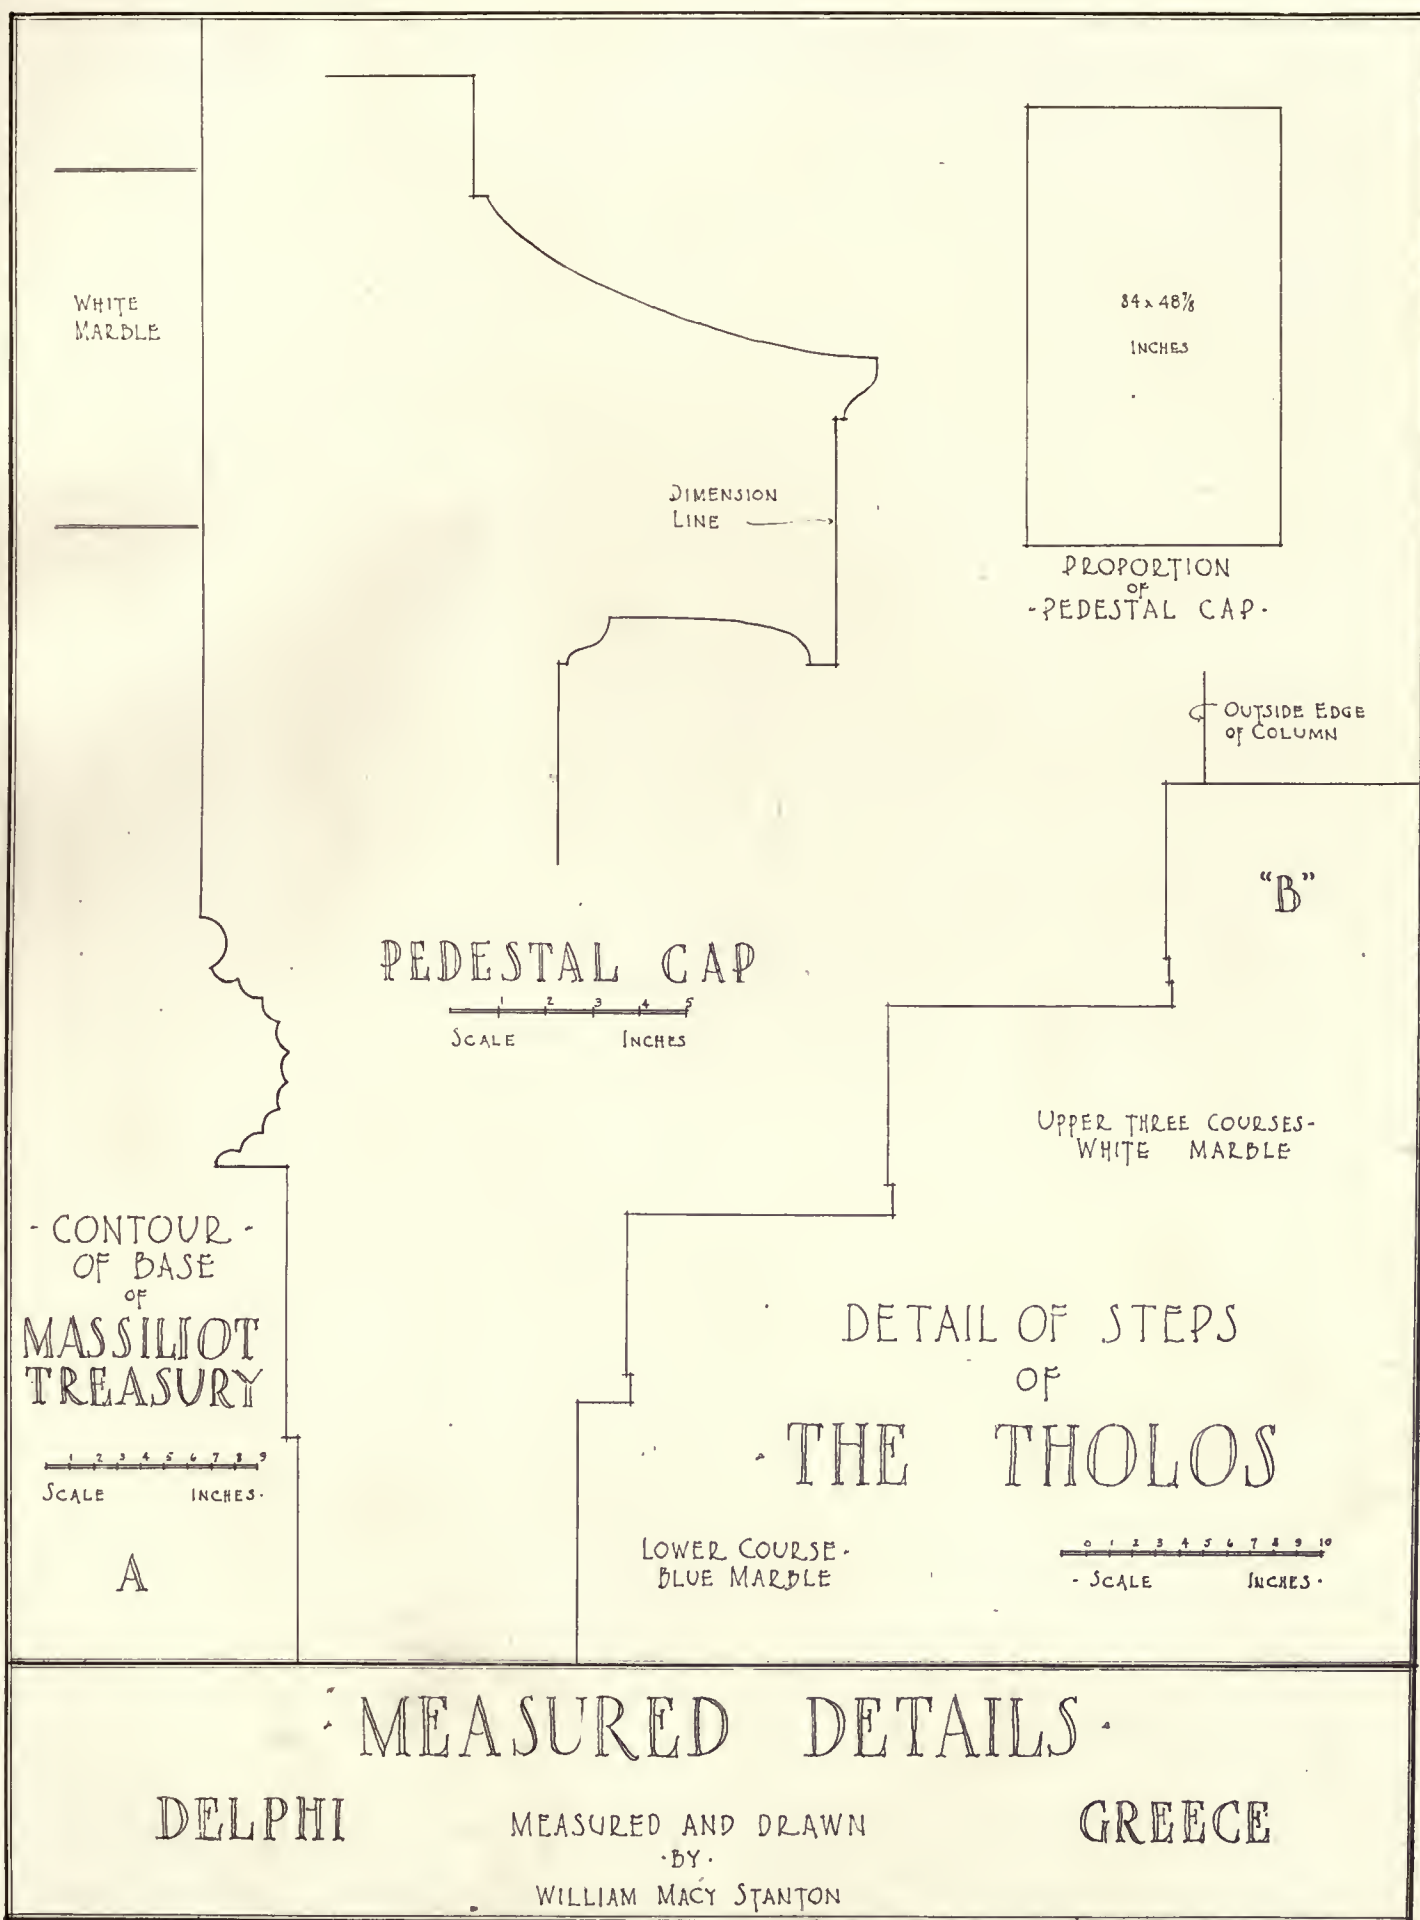 WHITE
MARBLE
84 x 48⅞
INCHES
DIMENSION
LINE
PROPORTION
OF
-PEDESTAL CAP-
OUTSIDE EDGE
OF COLUMN
"B"
PEDESTAL CAP
1 2 3 4 5
SCALE INCHES
UPPER THREE COURSES-
WHITE MARBLE
- CONTOUR -
OF BASE
OF
MASSILIOT
TREASURY
1 2 3 4 5 6 7 8 9
SCALE INCHES.
A
DETAIL OF STEPS
OF
THE THOLOS
LOWER COURSE-
BLUE MARBLE
0 1 2 3 4 5 6 7 8 9 10
- SCALE INCHES -
· MEASURED DETAILS ·
DELPHI
MEASURED AND DRAWN
·BY·
WILLIAM MACY STANTON
GREECE